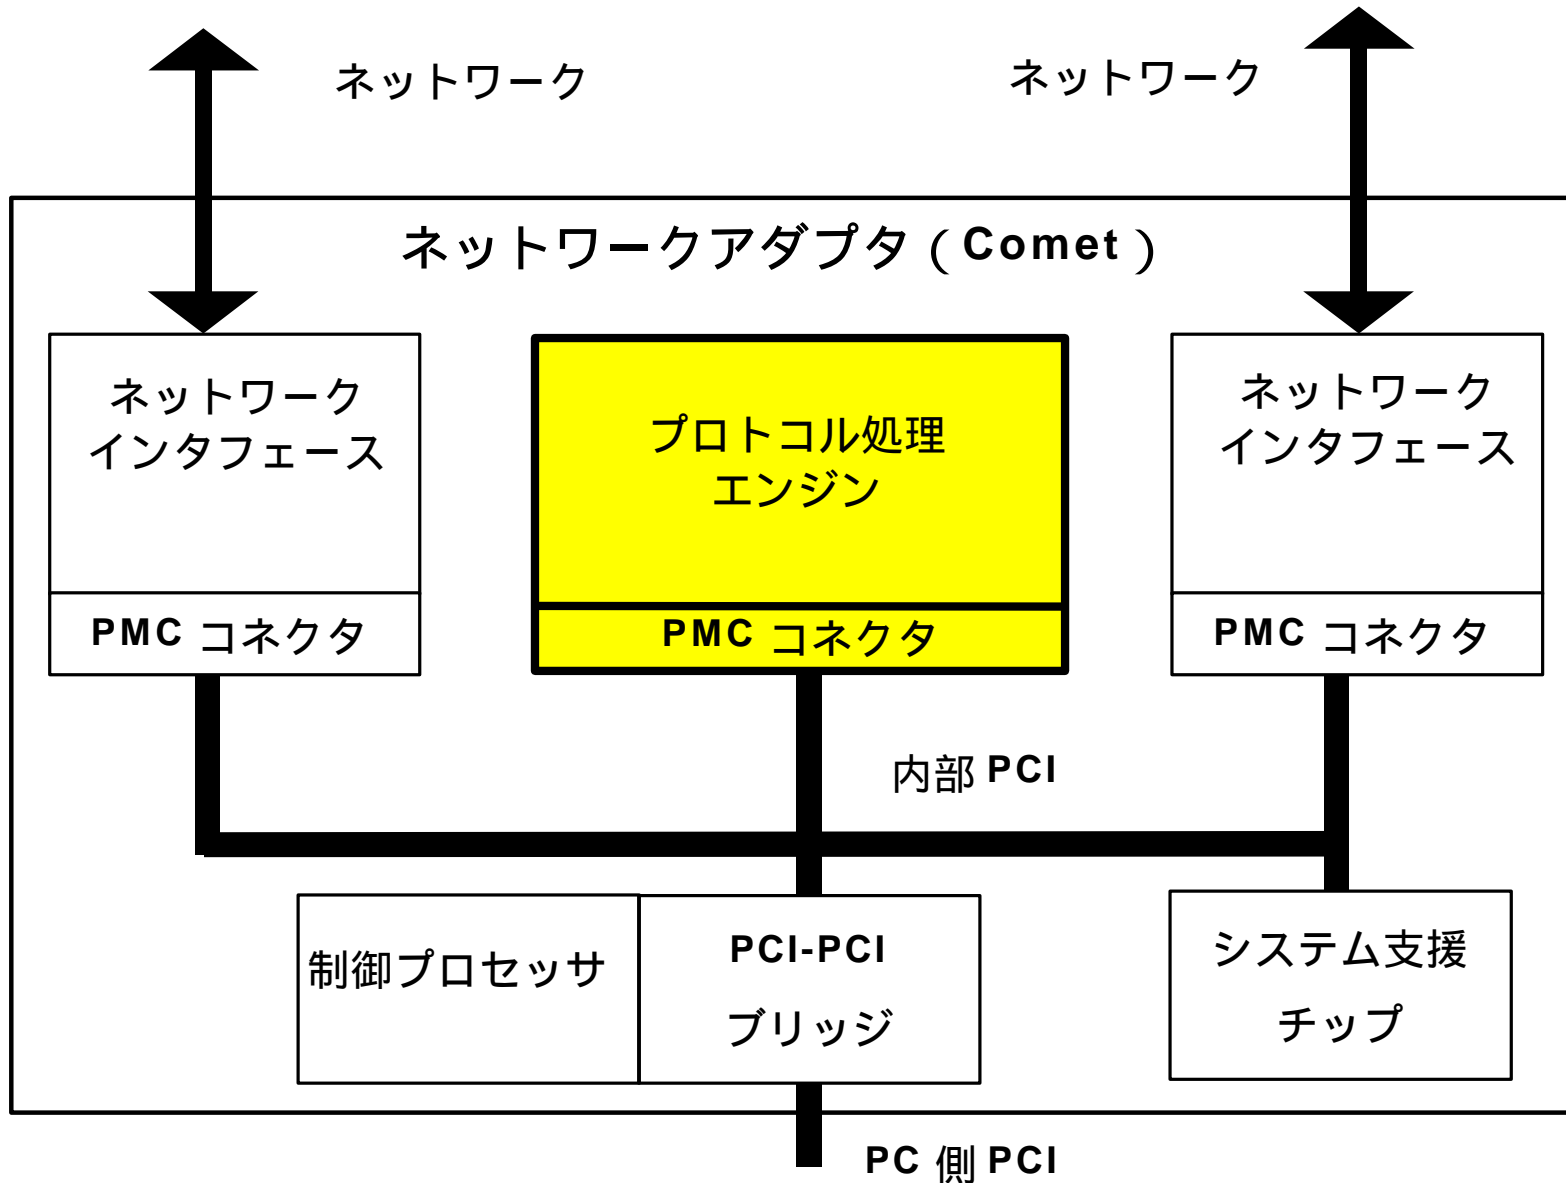 ネットワーク
ネットワーク
ネットワークアダプタ（Comet）
ネットワーク
インタフェース
PMC コネクタ
プロトコル処理
エンジン
PMC コネクタ
ネットワーク
インタフェース
PMC コネクタ
内部 PCI
制御プロセッサ
PCI-PCI
ブリッジ
システム支援
チップ
PC 側 PCI